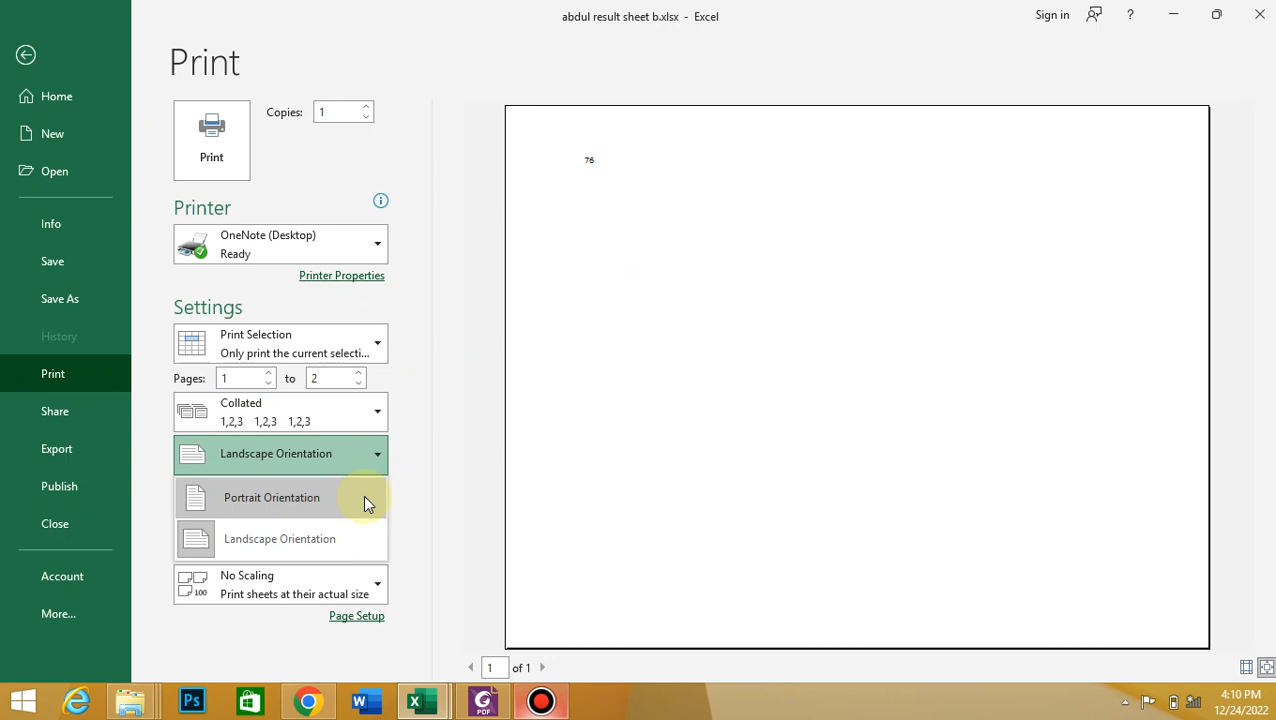 abdul result sheet b.xlsx - Excel
Sign in
?
Print
Home
New
Open
Info
Save
Save As
History
Print
Share
Export
Publish
Close
Account
More...
Print
Copies: 1
Printer
OneNote (Desktop)
Ready
Printer Properties
Settings
Print Selection
Only print the current selecti...
Pages: 1 to 2
Collated
1,2,3 1,2,3 1,2,3
Landscape Orientation
Portrait Orientation
Landscape Orientation
No Scaling
Print sheets at their actual size
100
Page Setup
76
1 of 1
Ps
PDF
4:10 PM
12/24/2022